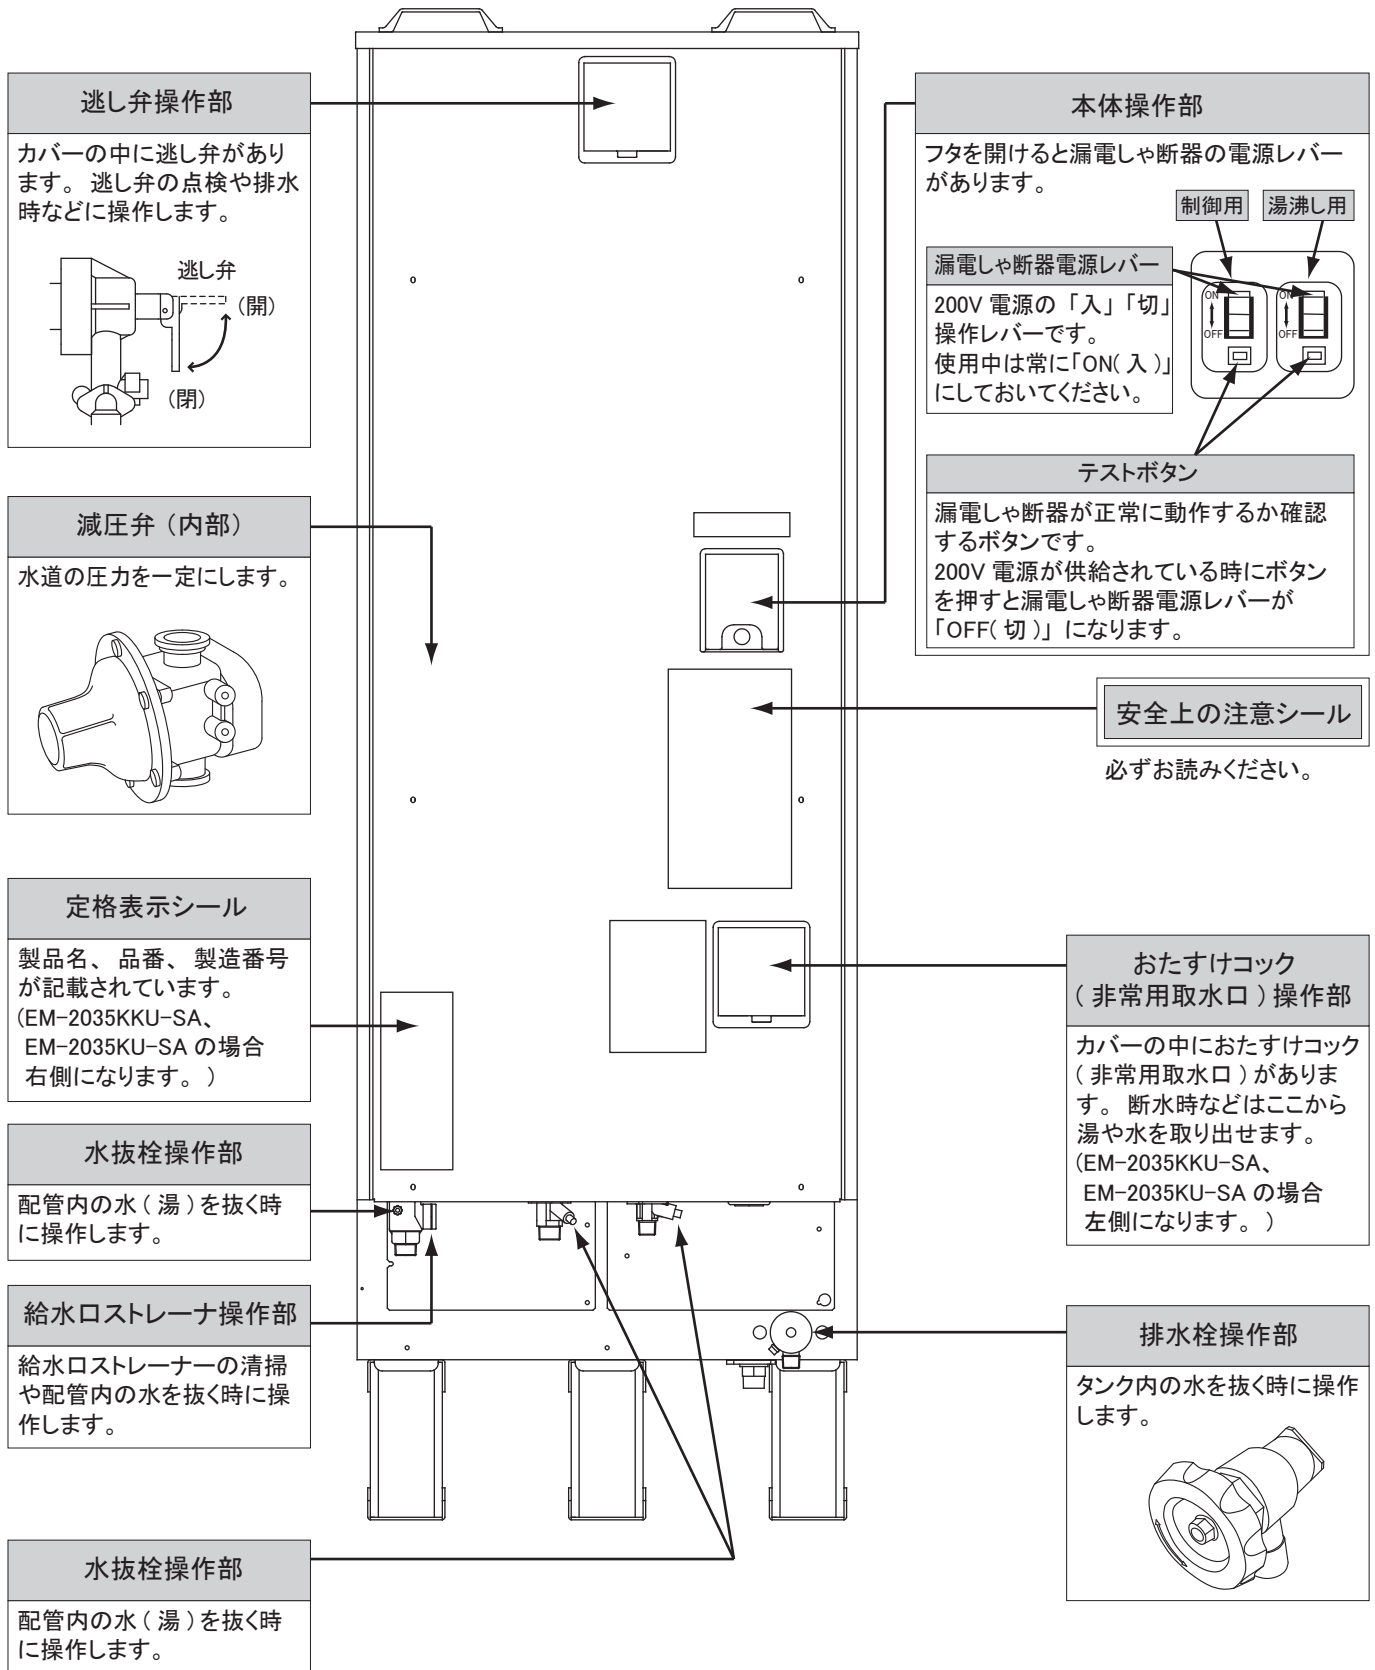 逃し弁操作部
カバーの中に逃し弁があり
ます。 逃し弁の点検や排水
時などに操作します。
逃し弁
(開)
(閉)
減圧弁 (内部)
水道の圧力を一定にします。
定格表示シール
製品名、 品番、 製造番号
が記載されています。
(EM-2035KKU-SA、
EM-2035KU-SA の場合
右側になります。 )
水抜栓操作部
配管内の水 ( 湯 ) を抜く時
に操作します。
給水口ストレーナ操作部
給水口ストレーナーの清掃
や配管内の水を抜く時に操
作します。
水抜栓操作部
配管内の水 ( 湯 ) を抜く時
に操作します。
本体操作部
フタを開けると漏電しゃ断器の電源レバー
があります。
制御用
湯沸し用
漏電しゃ断器電源レバー
200V 電源の 「入」 「切」
操作レバーです。
使用中は常に「ON( 入 )」
にしておいてください。
ON
OFF
ON
OFF
テストボタン
漏電しゃ断器が正常に動作するか確認
するボタンです。
200V 電源が供給されている時にボタン
を押すと漏電しゃ断器電源レバーが
「OFF( 切 )」 になります。
安全上の注意シール
必ずお読みください。
おたすけコック
( 非常用取水口 ) 操作部
カバーの中におたすけコック
( 非常用取水口 ) がありま
す。 断水時などはここから
湯や水を取り出せます。
(EM-2035KKU-SA、
EM-2035KU-SA の場合
左側になります。 )
排水栓操作部
タンク内の水を抜く時に操作
します。